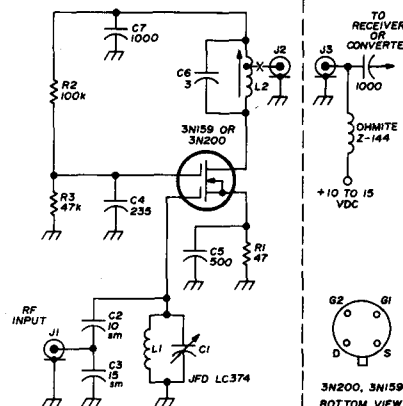 C7
1000
R2
100k
C6
3
L2
J2
J3
TO
RECEIVER
OR
CONVERTER
1000
OHMITE
Z-144
+10 TO 15
VDC
3N159 OR
3N200
R3
47k
C4
235
C5
500
R1
47
RF
INPUT
J1
C2
10
sm
C3
15
sm
L1
C1
JFD LC374
G2
G1
D
S
3N200, 3N159
BOTTOM VIEW